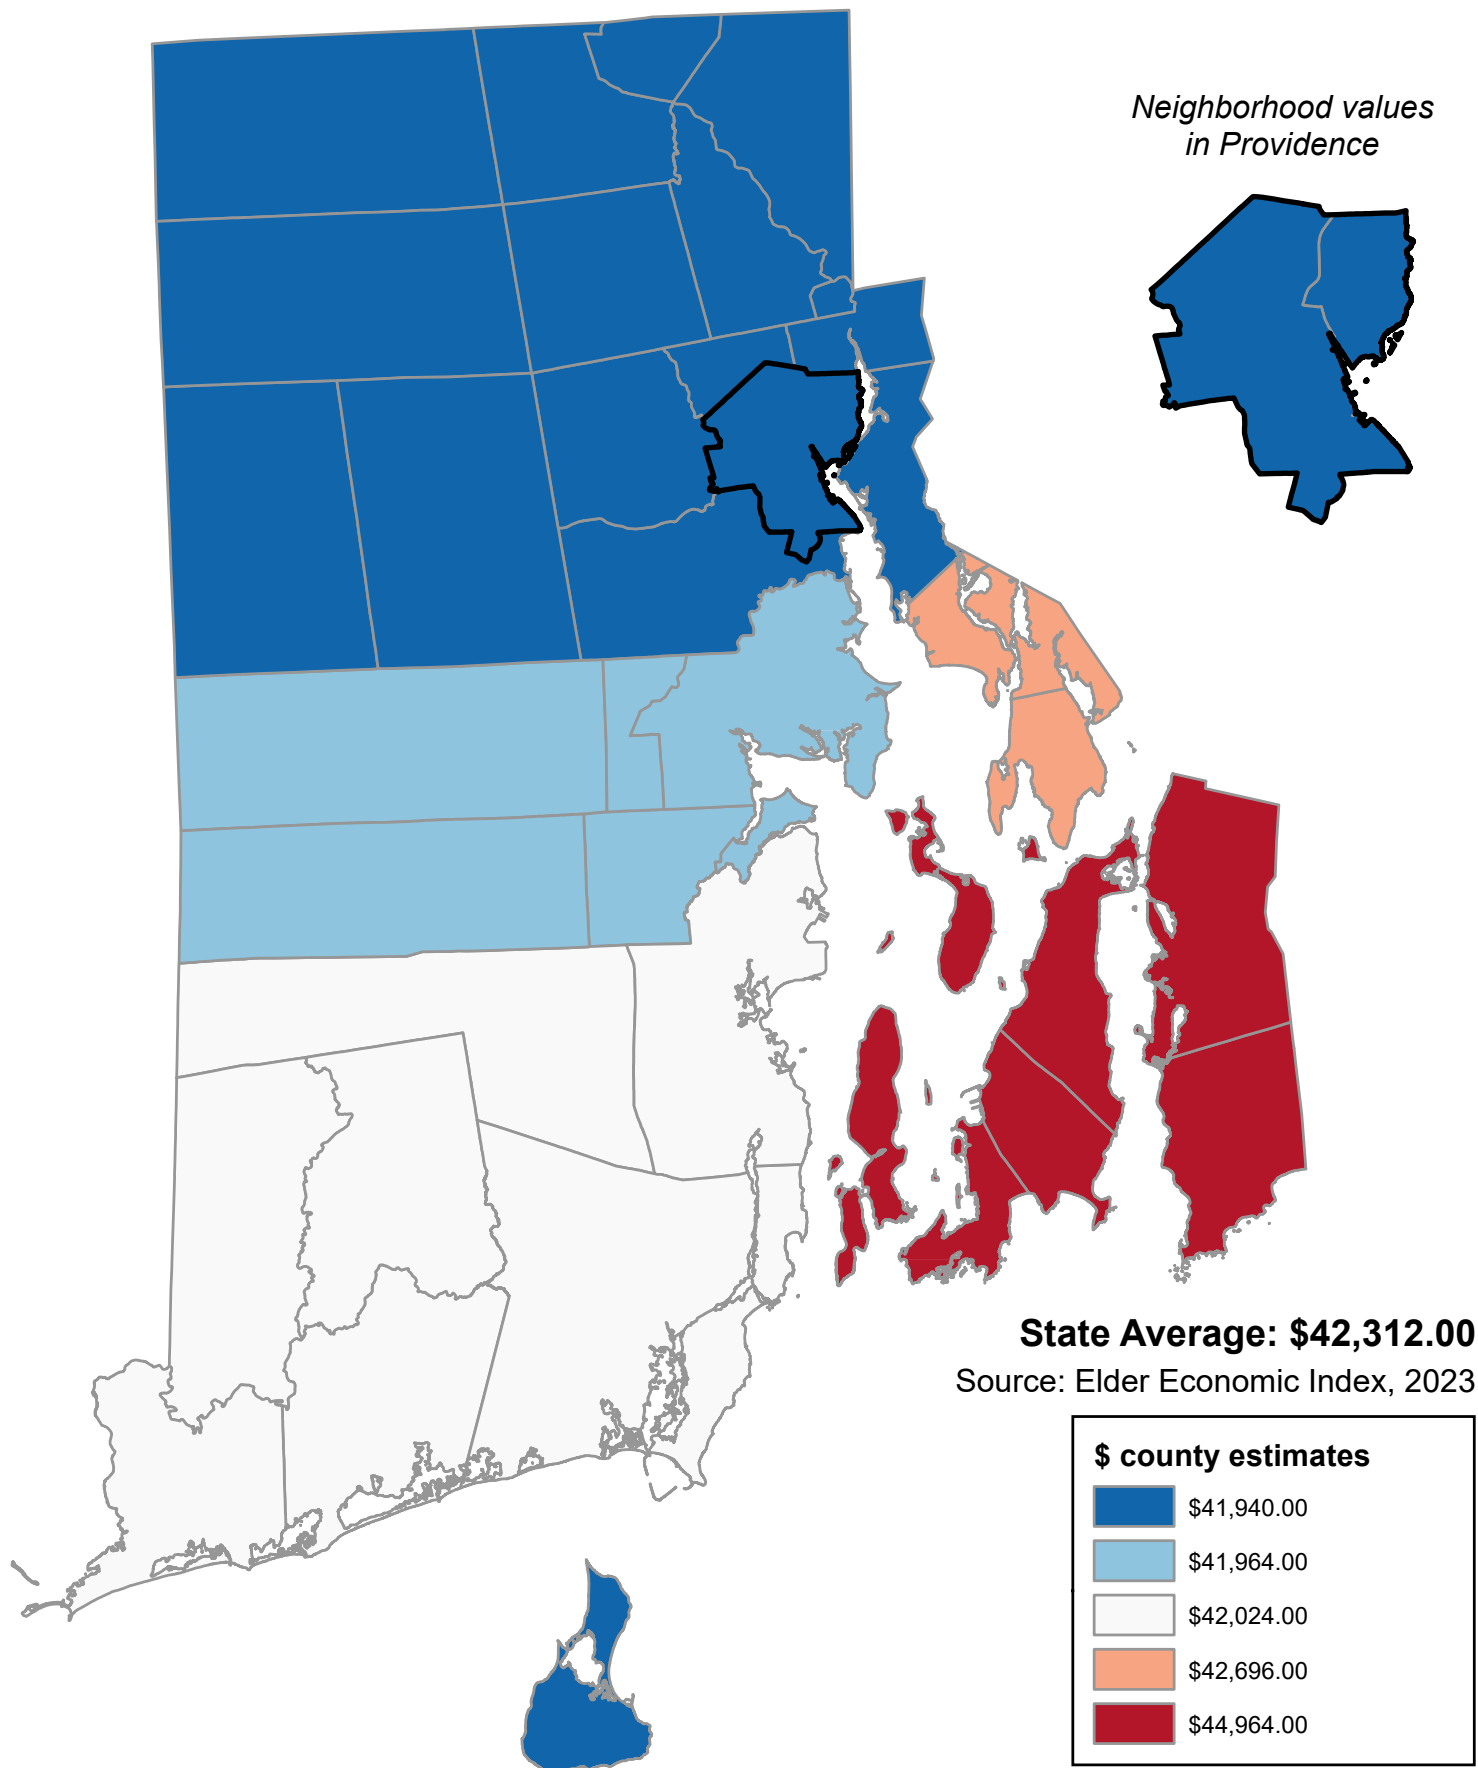 Neighborhood values
in Providence
State Average: $42,312.00
Source: Elder Economic Index, 2023
$ county estimates
$41,940.00
$41,964.00
$42,024.00
$42,696.00
$44,964.00